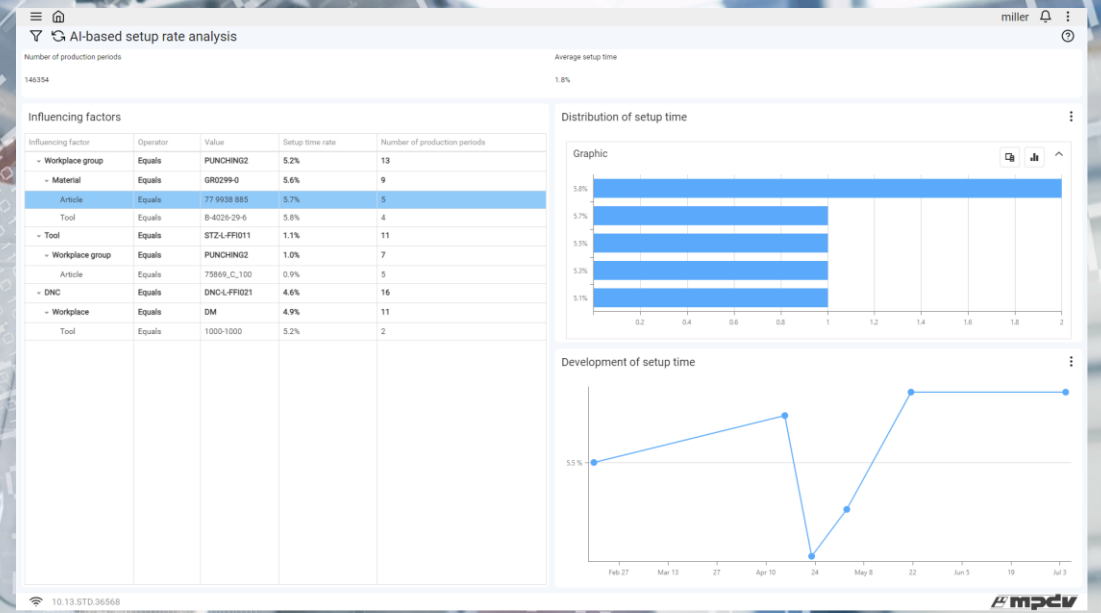 miller
AI-based setup rate analysis
Number of production periods
Average setup time
146354
1.8%
Influencing factors
Influencing factor Operator Value Setup time rate Number of production periods
Workplace group Equals PUNCHING2 5.2% 13
Material Equals GR0299-0 5.6% 9
Article Equals 77 9938 885 5.7% 5
Tool Equals B-4026-29-6 5.8% 4
Tool Equals STZ-L-FFI011 1.1% 11
Workplace group Equals PUNCHING2 1.0% 7
Article Equals 75869_C_100 0.9% 5
DNC Equals DNC-L-FFI021 4.6% 16
Workplace Equals DM 4.9% 11
Tool Equals 1000-1000 5.2% 2
Distribution of setup time
Graphic
5.8%
5.7%
5.5%
5.3%
5.1%
0.2 0.4 0.6 0.8 1 1.2 1.4 1.6 1.8 2
Development of setup time
5.5 %
Feb 27 Mar 13 27 Apr 10 24 May 8 22 Jun 5 19 Jul 3
10.13.STD.36568
mpdv